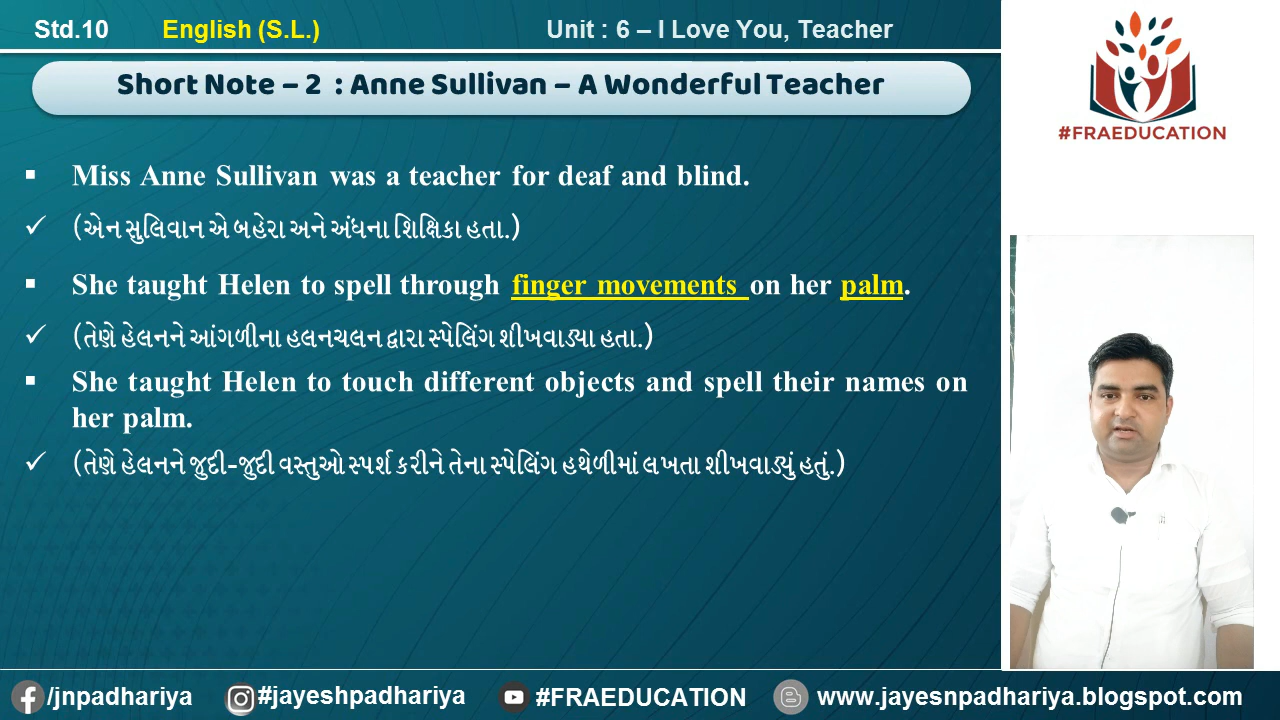 Std.10 English (S.L.) Unit : 6 – I Love You, Teacher
Short Note – 2 : Anne Sullivan – A Wonderful Teacher
#FRAEDUCATION
▪ Miss Anne Sullivan was a teacher for deaf and blind.
✓ (એન સુલિવાન એ બહેરા અને અંધના શિક્ષિકા હતા.)
▪ She taught Helen to spell through finger movements on her palm.
✓ (તેણે હેલનને આંગળીના હલનચલન દ્વારા સ્પેલિંગ શીખવાડ્યા હતા.)
▪ She taught Helen to touch different objects and spell their names on
her palm.
✓ (તેણે હેલનને જુદી-જુદી વસ્તુઓ સ્પર્શ કરીને તેના સ્પેલિંગ હથેળીમાં લખતા શીખવાડ્યું હતું.)
/jnpadhariya #jayeshpadhariya #FRAEDUCATION www.jayesnpadhariya.blogspot.com